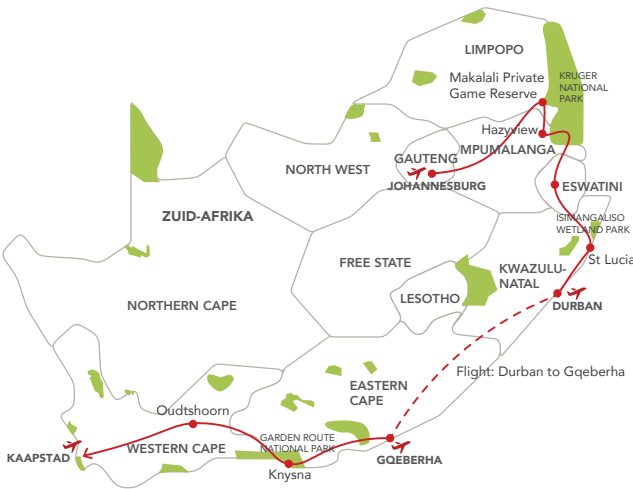 LIMPOPO
Makalali Private
Game Reserve
KRUGER
NATIONAL
PARK
Hazyview
MPUMALANGA
GAUTENG
JOHANNESBURG
NORTH WEST
ESWATINI
ZUID-AFRIKA
ISIMANGALISO
WETLAND PARK
St Lucia
FREE STATE
KWAZULU-
NATAL
LESOTHO
NORTHERN CAPE
DURBAN
Flight: Durban to Gqeberha
EASTERN
CAPE
Oudtshoorn
GARDEN ROUTE
NATIONAL PARK
WESTERN CAPE
KAAPSTAD
GQEBERHA
Knysna